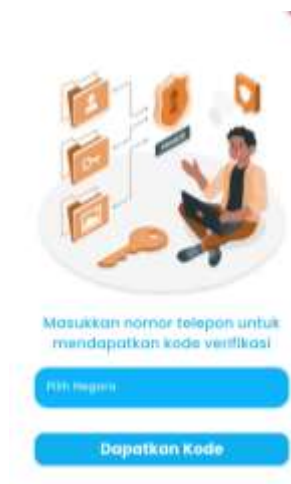 Masukkan nomor telepon untuk
mendapatkan kode verifikasi
Pilih Negara
Dapatkan Kode